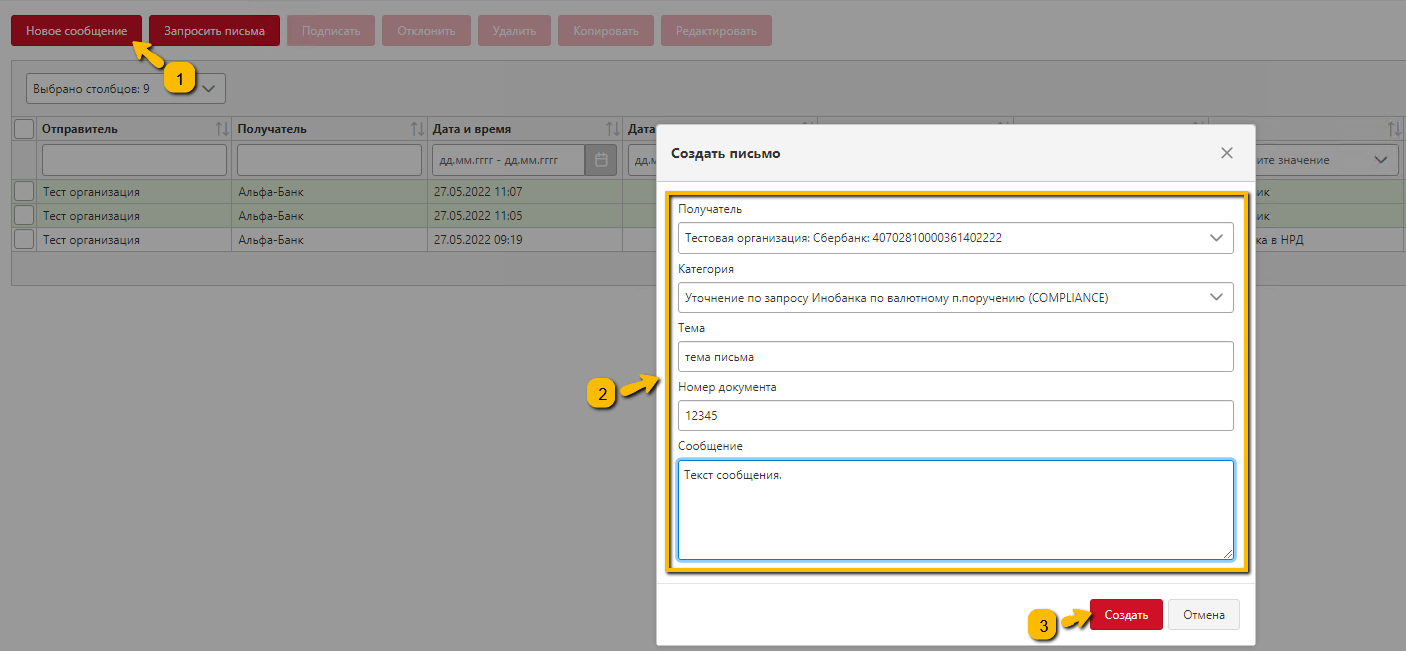 Новое сообщение Запросить письма Подписать Отклонить Удалить Копировать Редактировать
1
Выбрано столбцов: 9
Отправитель Получатель Дата и время Дата
дд.мм.гггг - дд.мм.гггг дд.м ите значение
Тест организация Альфа-Банк 27.05.2022 11:07 ик
Тест организация Альфа-Банк 27.05.2022 11:05 ик
Тест организация Альфа-Банк 27.05.2022 09:19 ка в НРД
Создать письмо
Получатель
Тестовая организация: Сбербанк: 40702810000361402222
Категория
Уточнение по запросу Инобанка по валютному п.поручению (COMPLIANCE)
Тема
тема письма
2
Номер документа
12345
Сообщение
Текст сообщения.
3
Создать Отмена